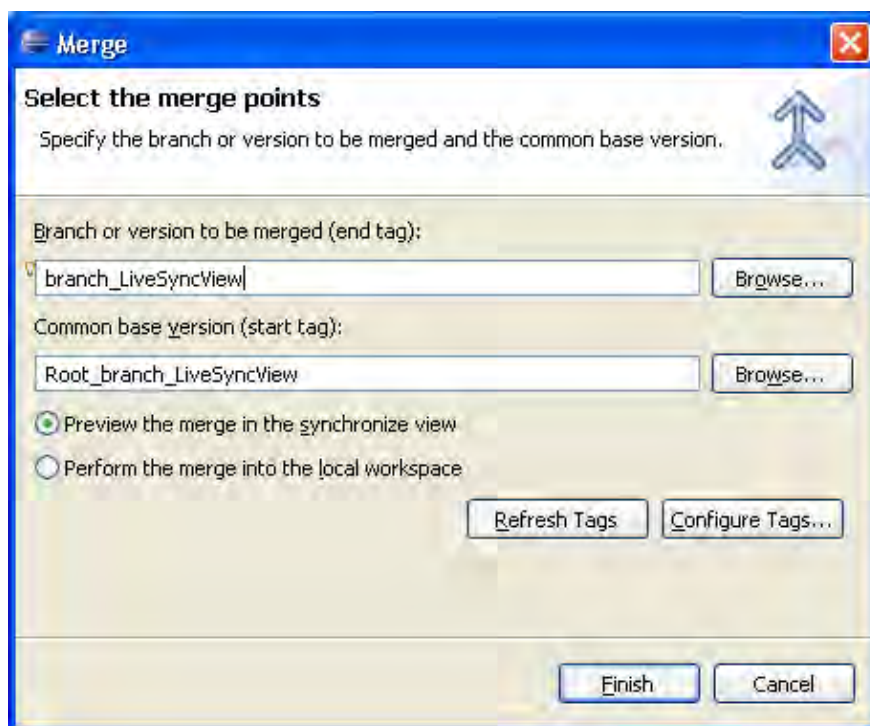 Merge
Select the merge points
Specify the branch or version to be merged and the common base version.
Branch or version to be merged (end tag):
branch_LiveSyncView
Browse...
Common base version (start tag):
Root_branch_LiveSyncView
Browse...
Preview the merge in the synchronize view
Perform the merge into the local workspace
Refresh Tags
Configure Tags...
Finish
Cancel